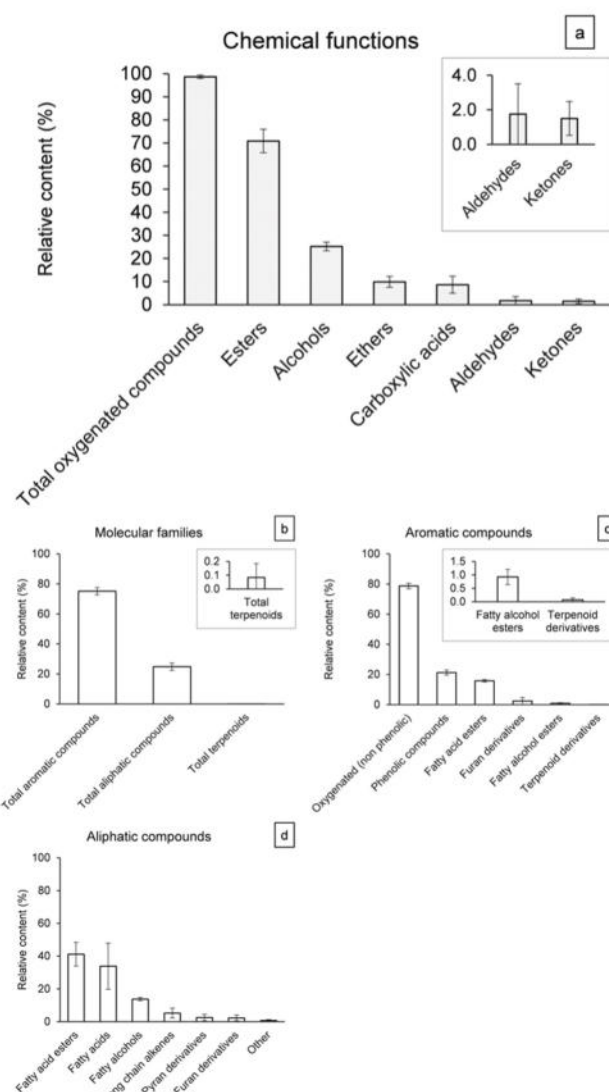 Chemical functions
a
Relative content (%)
100
90
80
70
60
50
40
30
20
10
0
4.0
2.0
0.0
Aldehydes
Ketones
Total oxygenated compounds
Esters
Alcohols
Ethers
Carboxylic acids
Aldehydes
Ketones
Molecular families
b
Relative content (%)
100
80
60
40
20
0
0.2
0.1
0.0
Total
terpenoids
Total aromatic compounds
Total aliphatic compounds
Total terpenoids
Aromatic compounds
Relative content (%)
100
80
60
40
20
0
1.5
1.0
0.5
0.0
Fatty alcohol
esters
Terpenoid
derivatives
Oxygenated (non phenolic)
Phenolic compounds
Fatty acid esters
Furan derivatives
Fatty alcohol esters
Terpenoid derivatives
Aliphatic compounds
d
Relative content (%)
100
80
60
40
20
0
Fatty acid esters
Fatty acids
Fatty alcohols
chain alkenes
Pyran derivatives
Furan derivatives
Other